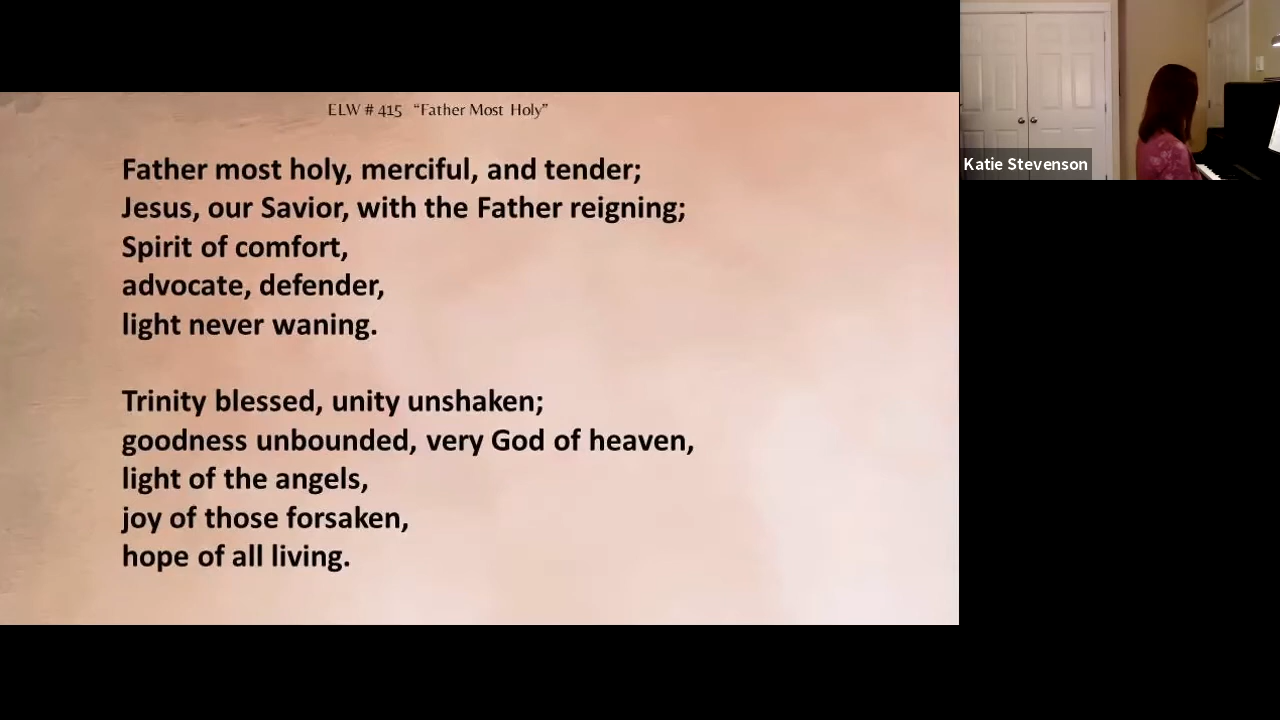 ELW # 415 “Father Most Holy”
Father most holy, merciful, and tender;
Jesus, our Savior, with the Father reigning;
Spirit of comfort,
advocate, defender,
light never waning.
Trinity blessed, unity unshaken;
goodness unbounded, very God of heaven,
light of the angels,
joy of those forsaken,
hope of all living.
Katie Stevenson